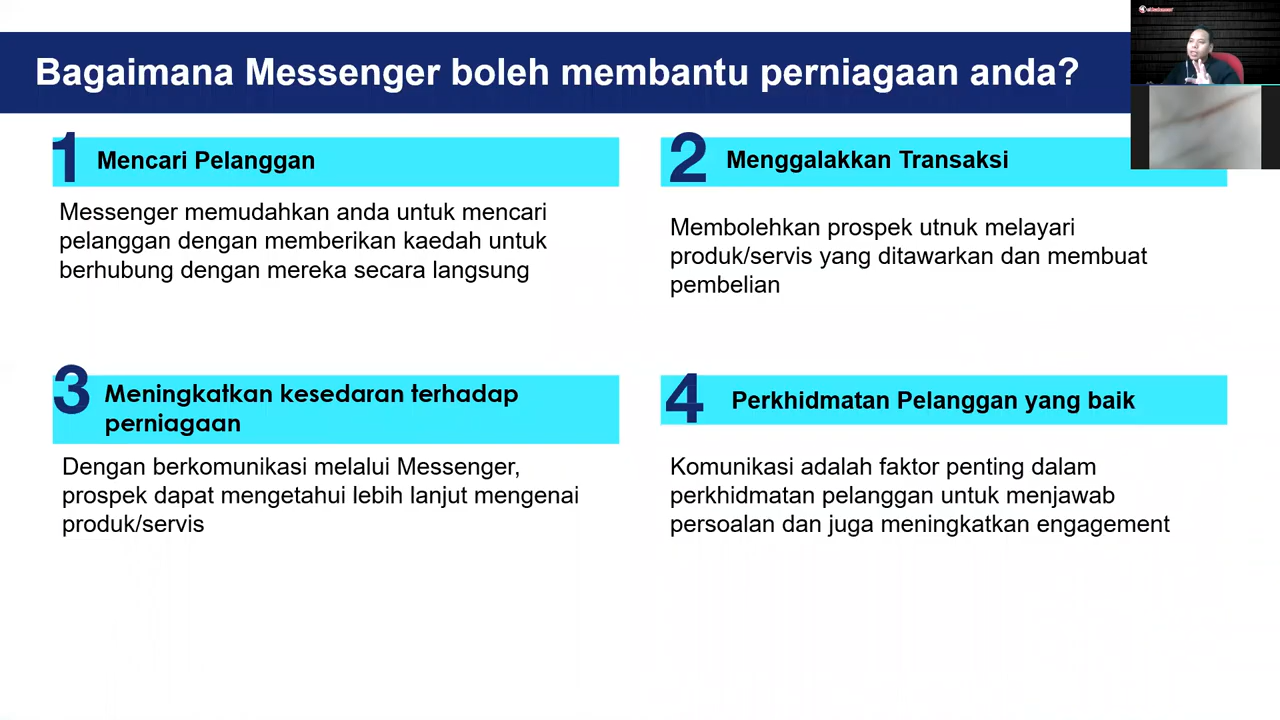 Bagaimana Messenger boleh membantu perniagaan anda?
1 Mencari Pelanggan
Messenger memudahkan anda untuk mencari
pelanggan dengan memberikan kaedah untuk
berhubung dengan mereka secara langsung
2 Menggalakkan Transaksi
Membolehkan prospek utnuk melayari
produk/servis yang ditawarkan dan membuat
pembelian
3 Meningkatkan kesedaran terhadap
perniagaan
Dengan berkomunikasi melalui Messenger,
prospek dapat mengetahui lebih lanjut mengenai
produk/servis
4 Perkhidmatan Pelanggan yang baik
Komunikasi adalah faktor penting dalam
perkhidmatan pelanggan untuk menjawab
persoalan dan juga meningkatkan engagement